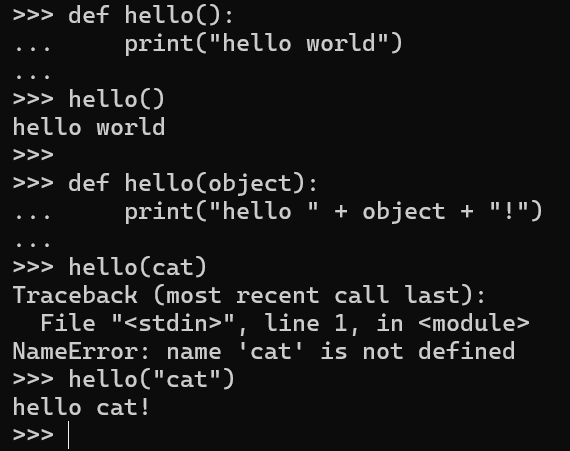 >>> def hello():
...     print("hello world")
...
>>> hello()
hello world
>>>
>>> def hello(object):
...     print("hello " + object + "!")
...
>>> hello(cat)
Traceback (most recent call last):
  File "<stdin>", line 1, in <module>
NameError: name 'cat' is not defined
>>> hello("cat")
hello cat!
>>>